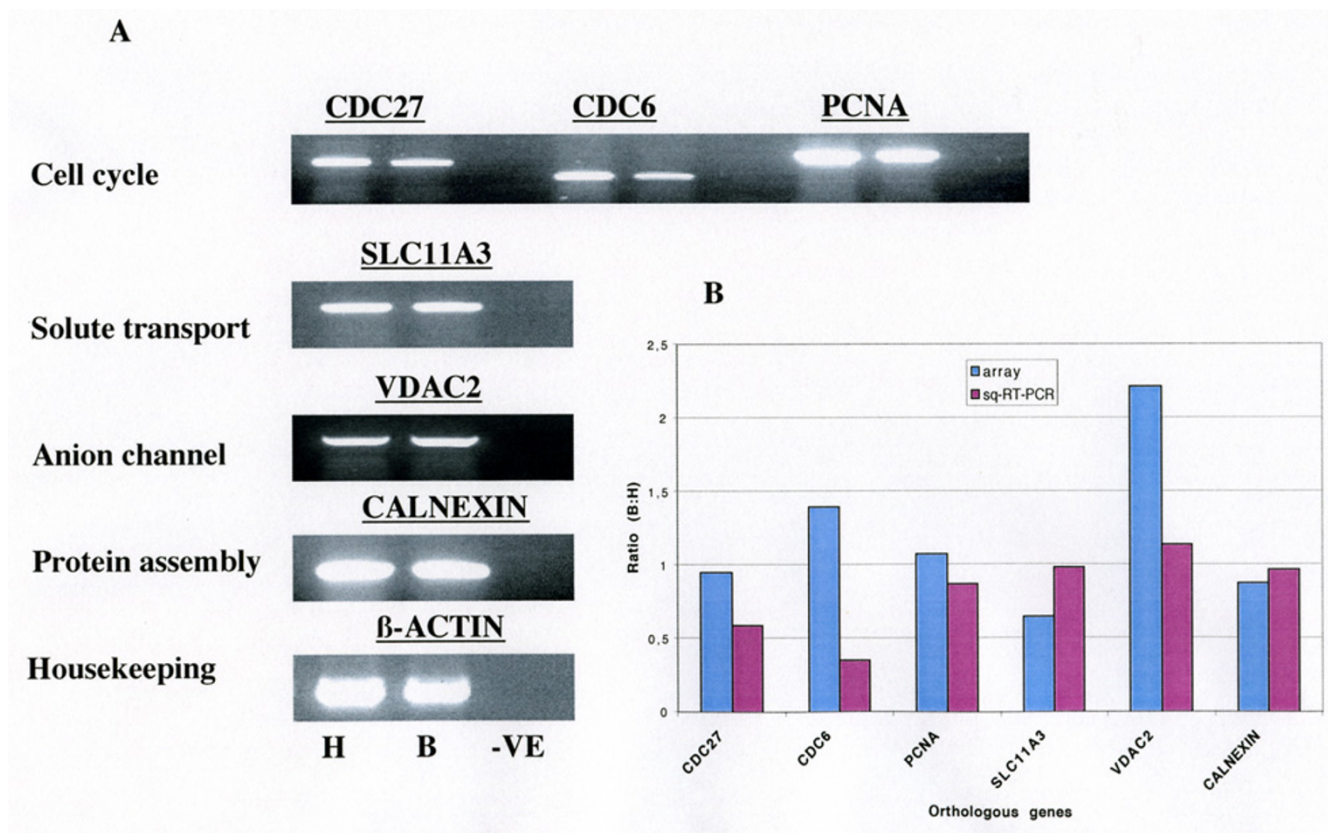 A
CDC27 CDC6 PCNA
Cell cycle
SLC11A3
Solute transport
VDAC2
Anion channel
CALNEXIN
Protein assembly
ß-ACTIN
Housekeeping
H B -VE
B
2,5
2
1,5
1
0,5
0
Ratio (B:H)
array
sq-RT-PCR
CDC27
CDC6
PCNA
SLC11A3
VDAC2
CALNEXIN
Orthologous genes